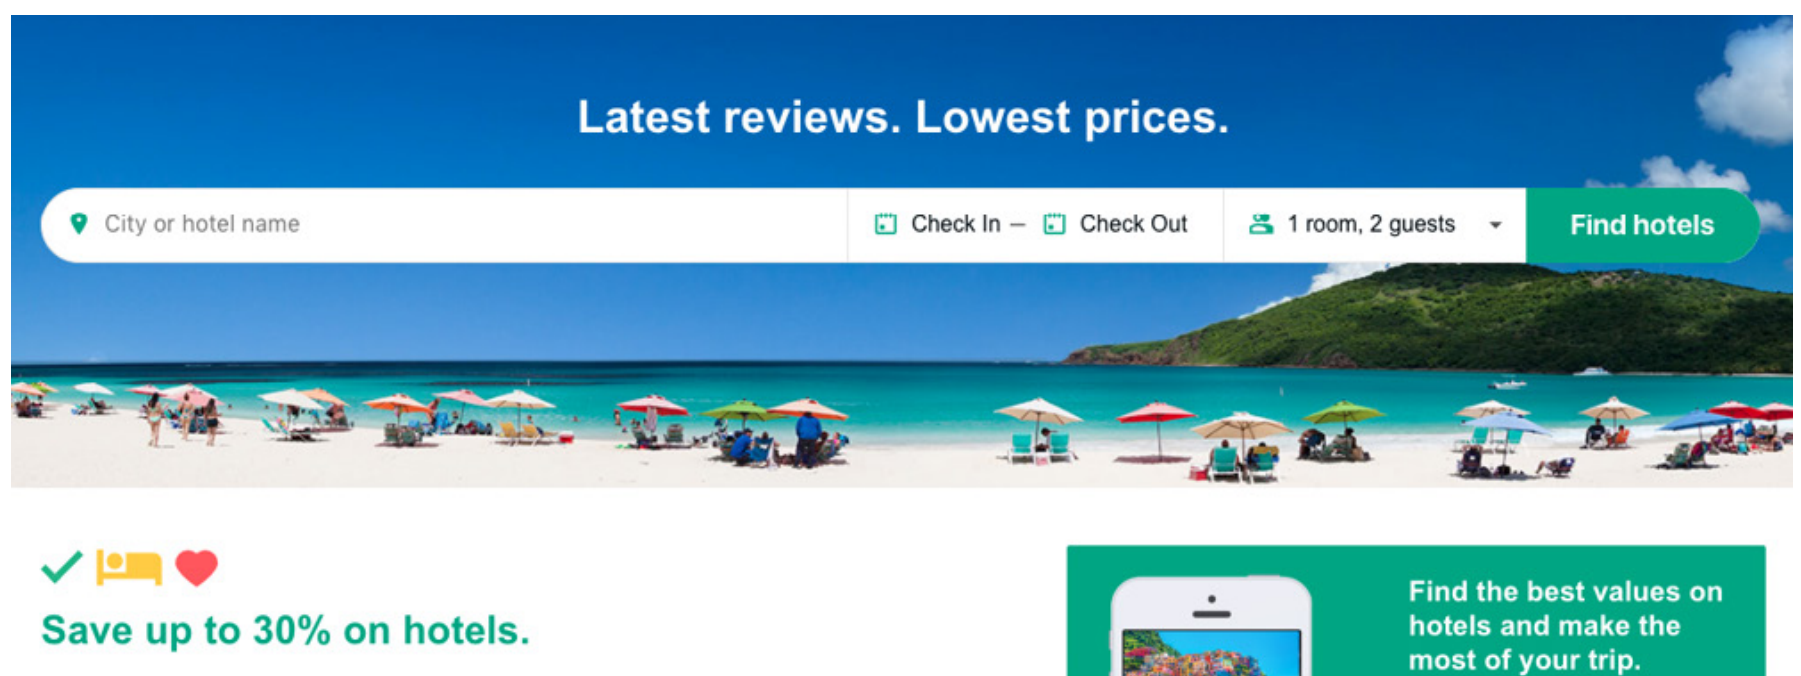 Latest reviews. Lowest prices.
City or hotel name
Check In – Check Out
1 room, 2 guests
Find hotels
Save up to 30% on hotels.
Find the best values on
hotels and make the
most of your trip.